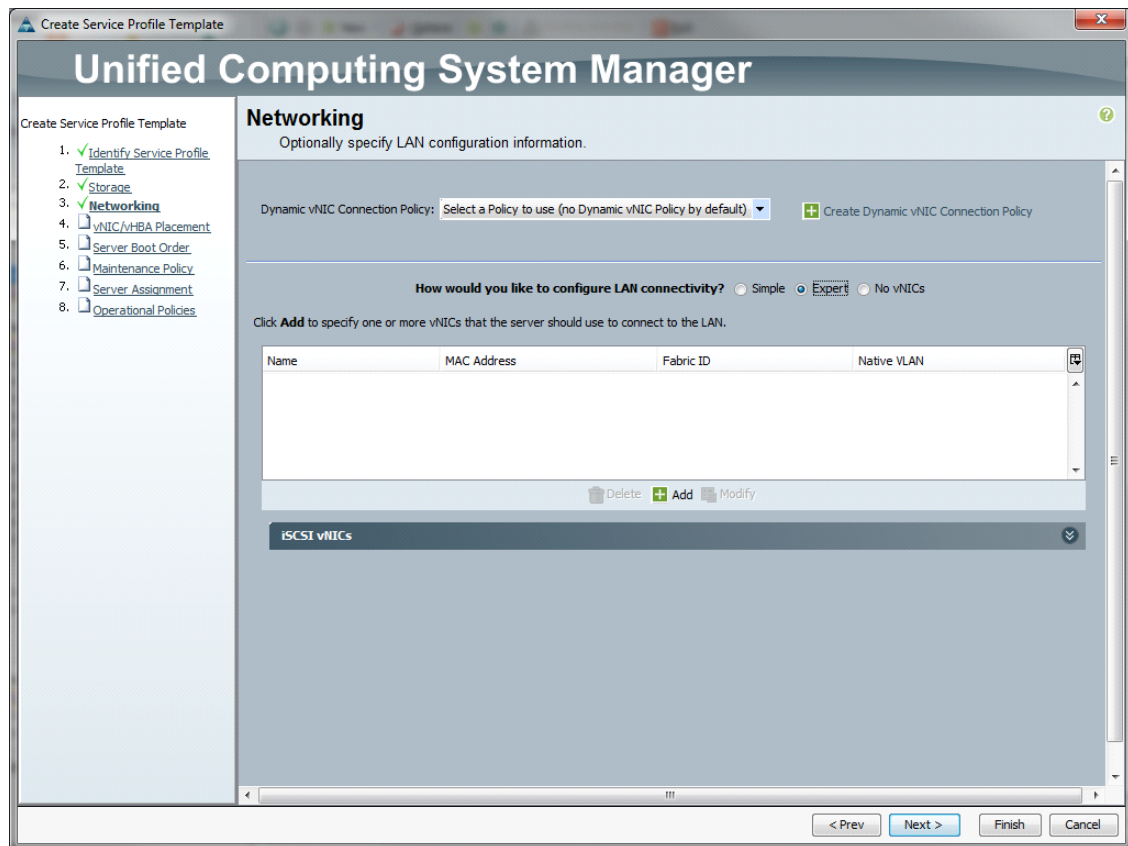 Create Service Profile Template
Unified Computing System Manager
Create Service Profile Template
1. Identify Service Profile
Template
2. Storage
3. Networking
4. vNIC/vHBA Placement
5. Server Boot Order
6. Maintenance Policy
7. Server Assignment
8. Operational Policies
Networking
Optionally specify LAN configuration information.
Dynamic vNIC Connection Policy: Select a Policy to use (no Dynamic vNIC Policy by default) Create Dynamic vNIC Connection Policy
How would you like to configure LAN connectivity? Simple Expert No vNICs
Click Add to specify one or more vNICs that the server should use to connect to the LAN.
Name MAC Address Fabric ID Native VLAN
Delete Add Modify
iSCSI vNICs
< Prev Next > Finish Cancel